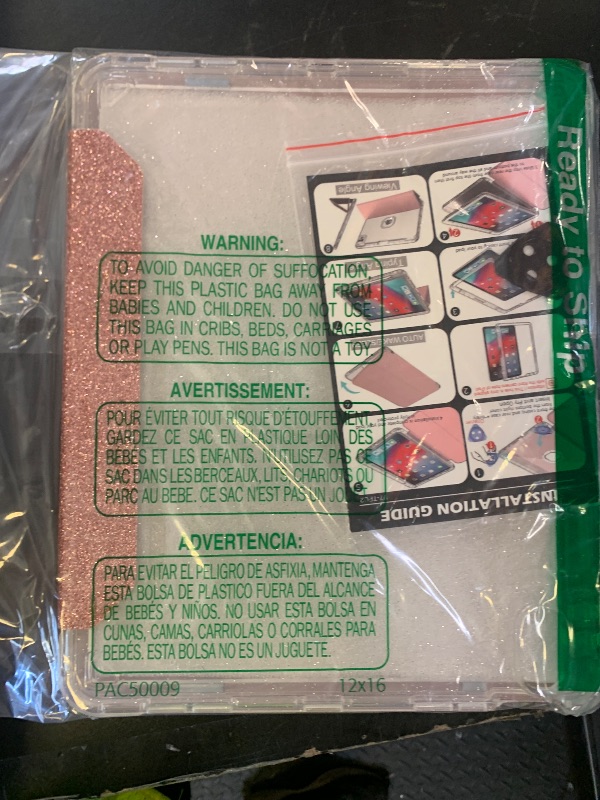 Ready to Ship
WARNING:
TO AVOID DANGER OF SUFFOCATION
KEEP THIS PLASTIC BAG AWAY FROM
BABIES AND CHILDREN. DO NOT USE
THIS BAG IN CRIBS, BEDS, CARRIAGES
OR PLAY PENS. THIS BAG IS NOT A TOY
AVERTISSEMENT:
POUR ÉVITER TOUT RISQUE D'ÉTOUFFEMENT,
GARDEZ CE SAC EN PLASTIQUE LOIN DES
BÉBÉS ET LES ENFANTS. N'UTILISEZ PAS CE
SAC DANS LES BERCEAUX, LITS, CHARIOTS OU
PARC AU BEBE. CE SAC N'EST PAS UN
ADVERTENCIA:
PARA EVITAR EL PELIGRO DE ASFIXIA, MANTENGA
ESTA BOLSA DE PLASTICO FUERA DEL ALCANCE
DE BEBÉS Y NIÑOS. NO USAR ESTA BOLSA EN
CUNAS, CAMAS, CARRIOLAS O CORRALES PARA
BEBÉS. ESTA BOLSA NO ES UN JUGUETE.
PAC50009
12x16
INSTALLATION GUIDE
Viewing Angle
AUTO WAKE